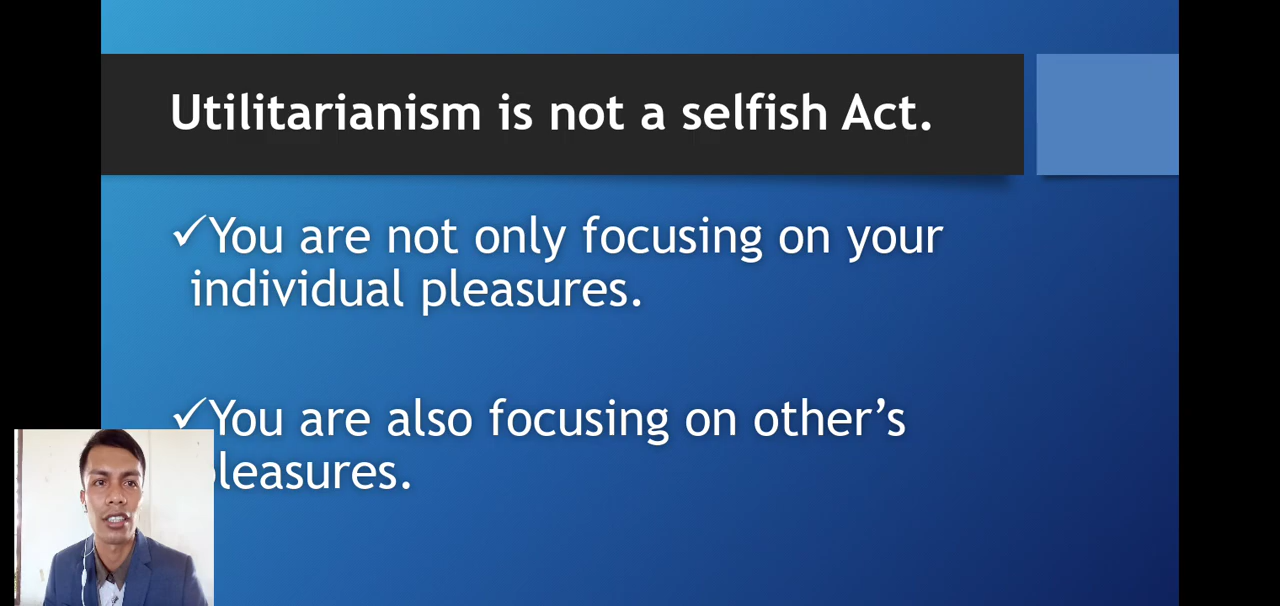 Utilitarianism is not a selfish Act.
✓You are not only focusing on your
individual pleasures.
✓You are also focusing on other’s
pleasures.